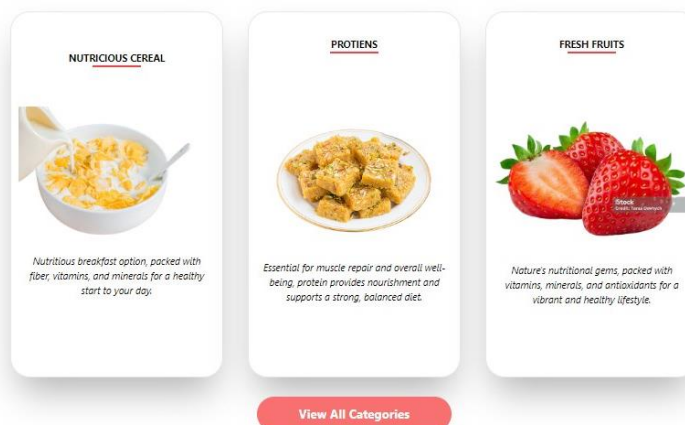 NUTRICIOUS CEREAL
Nutritious breakfast option, packed with
fiber, vitamins, and minerals for a healthy
start to your day.
PROTIENS
Essential for muscle repair and overall well-
being, protein provides nourishment and
supports a strong, balanced diet.
FRESH FRUITS
iStock
Nature's nutritional gems, packed with
vitamins, minerals, and antioxidants for a
vibrant and healthy lifestyle.
View All Categories